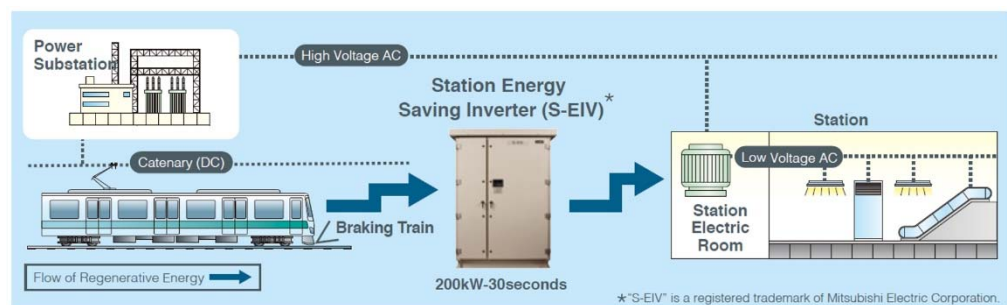 Power
Substation
High Voltage AC
Station Energy
Saving Inverter (S-EIV)*
Station
Catenary (DC)
Low Voltage AC
Braking Train
Station
Electric
Room
Flow of Regenerative Energy
200kW-30seconds
*"S-EIV" is a registered trademark of Mitsubishi Electric Corporation.